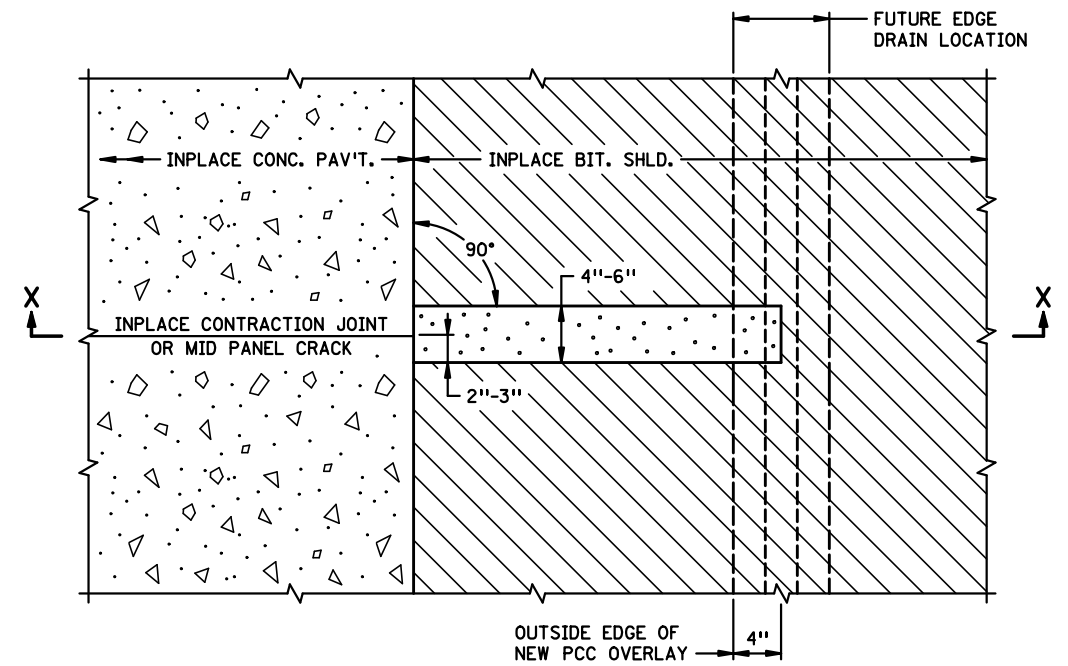 FUTURE EDGE
DRAIN LOCATION
INPLACE CONC. PAV'T.
INPLACE BIT. SHLD.
90°
4"-6"
X
X
INPLACE CONTRACTION JOINT
OR MID PANEL CRACK
2"-3"
OUTSIDE EDGE OF
NEW PCC OVERLAY
4"